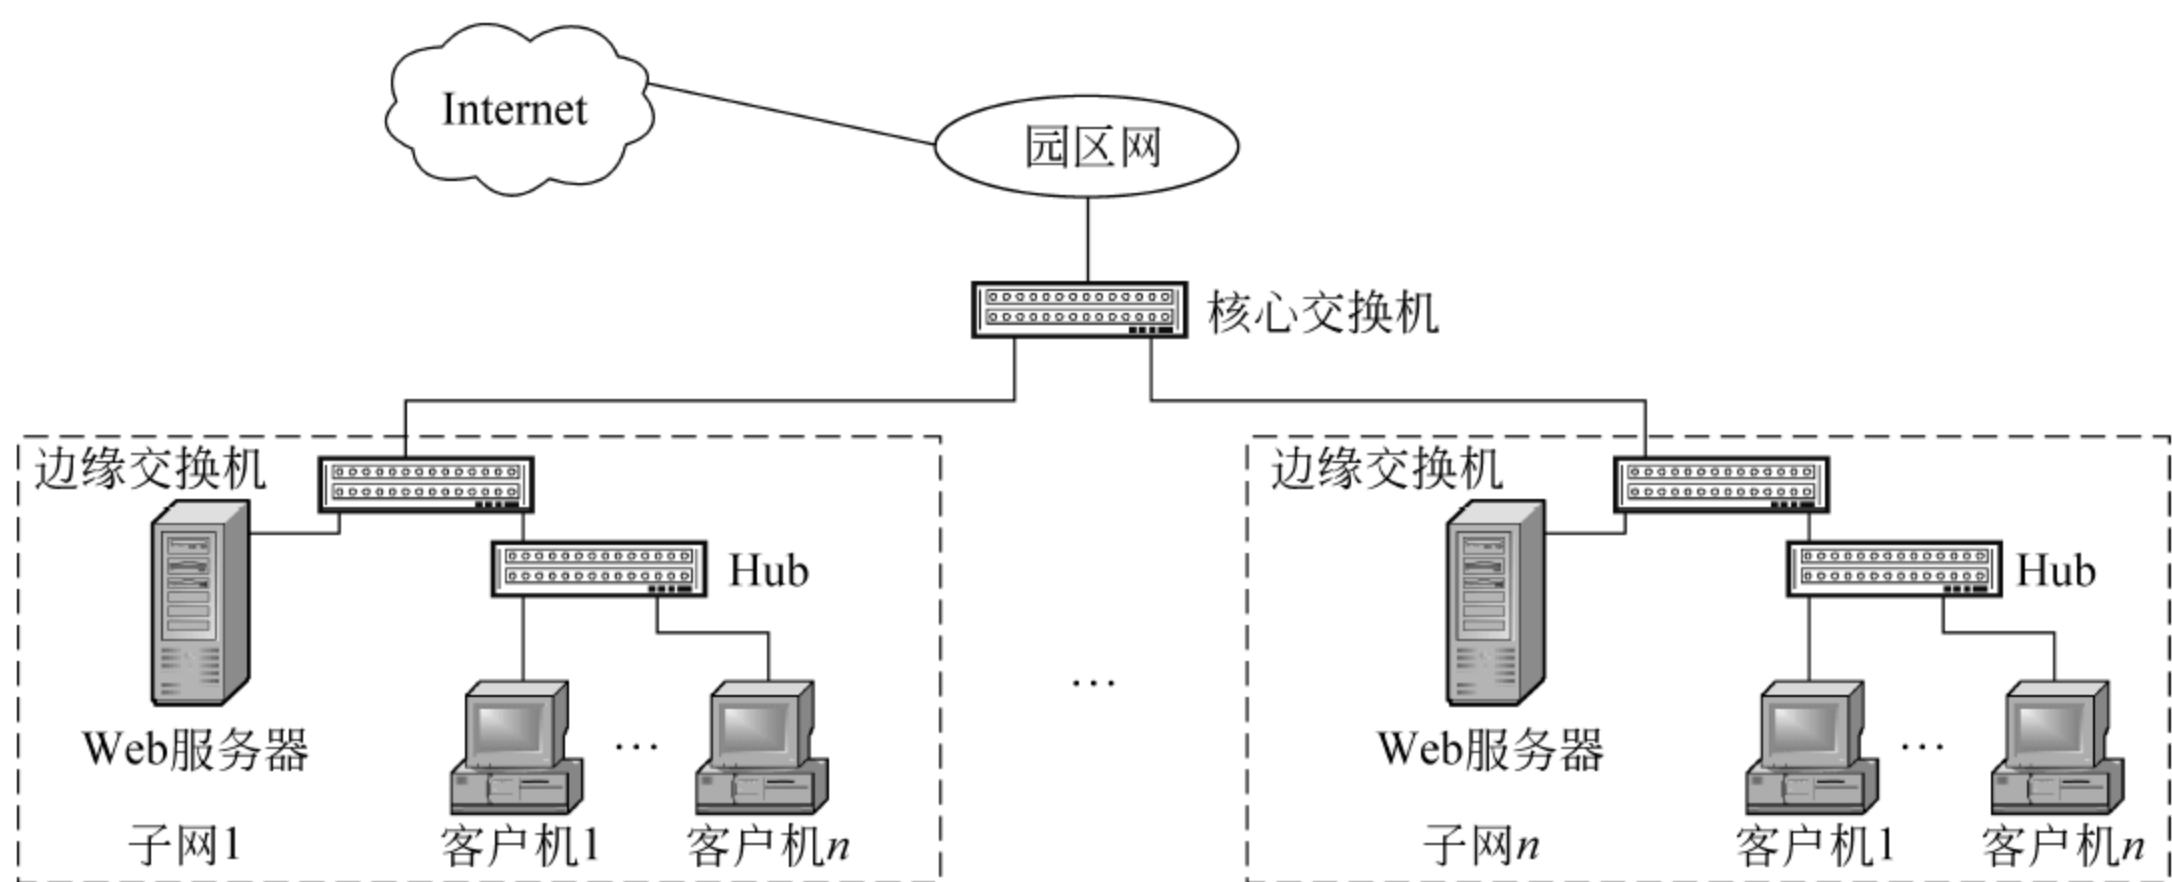 Internet
园区网
核心交换机
边缘交换机
边缘交换机
Hub
Hub
…
Web服务器
…
Web服务器
…
子网1
客户机1
客户机n
子网n
客户机1
客户机n